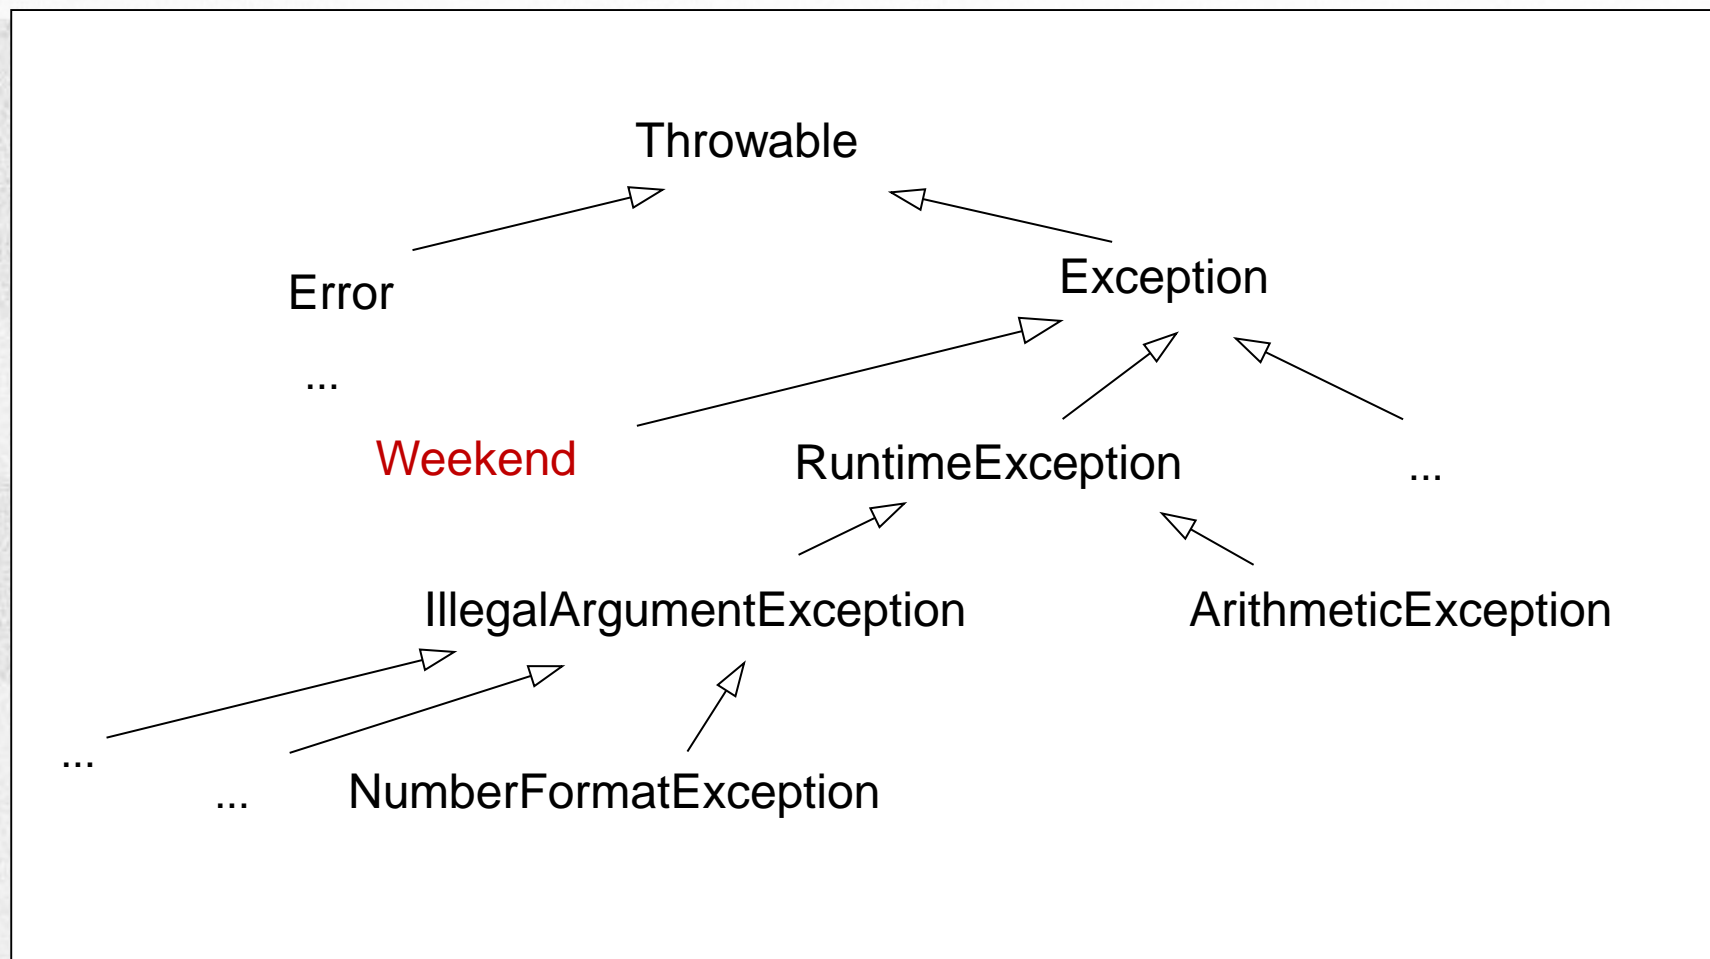 Throwable
Error
Exception
...
Weekend
RuntimeException
...
IllegalArgumentException
ArithmeticException
...
...
NumberFormatException